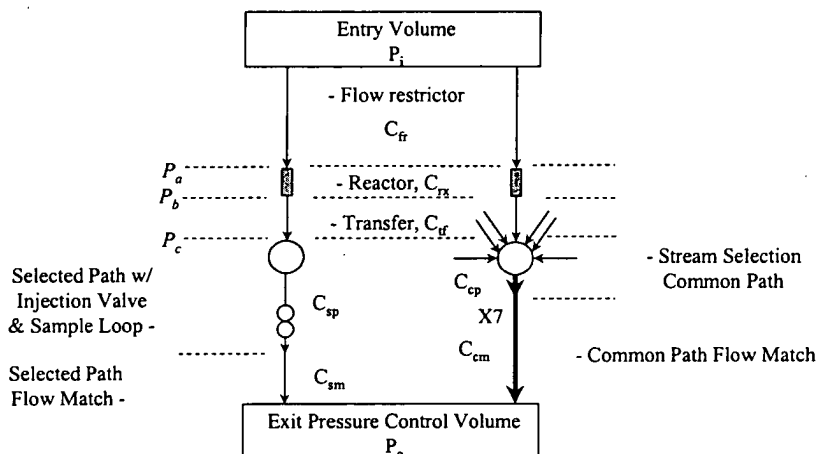 Entry Volume
P_i
- Flow restrictor
C_fr
P_a
- Reactor, C_rx
P_b
- Transfer, C_tf
P_c
Selected Path w/
Injection Valve
& Sample Loop -
C_sp
Selected Path
Flow Match -
C_sm
- Stream Selection
Common Path
C_cp
X7
C_cm
- Common Path Flow Match
Exit Pressure Control Volume
P_e